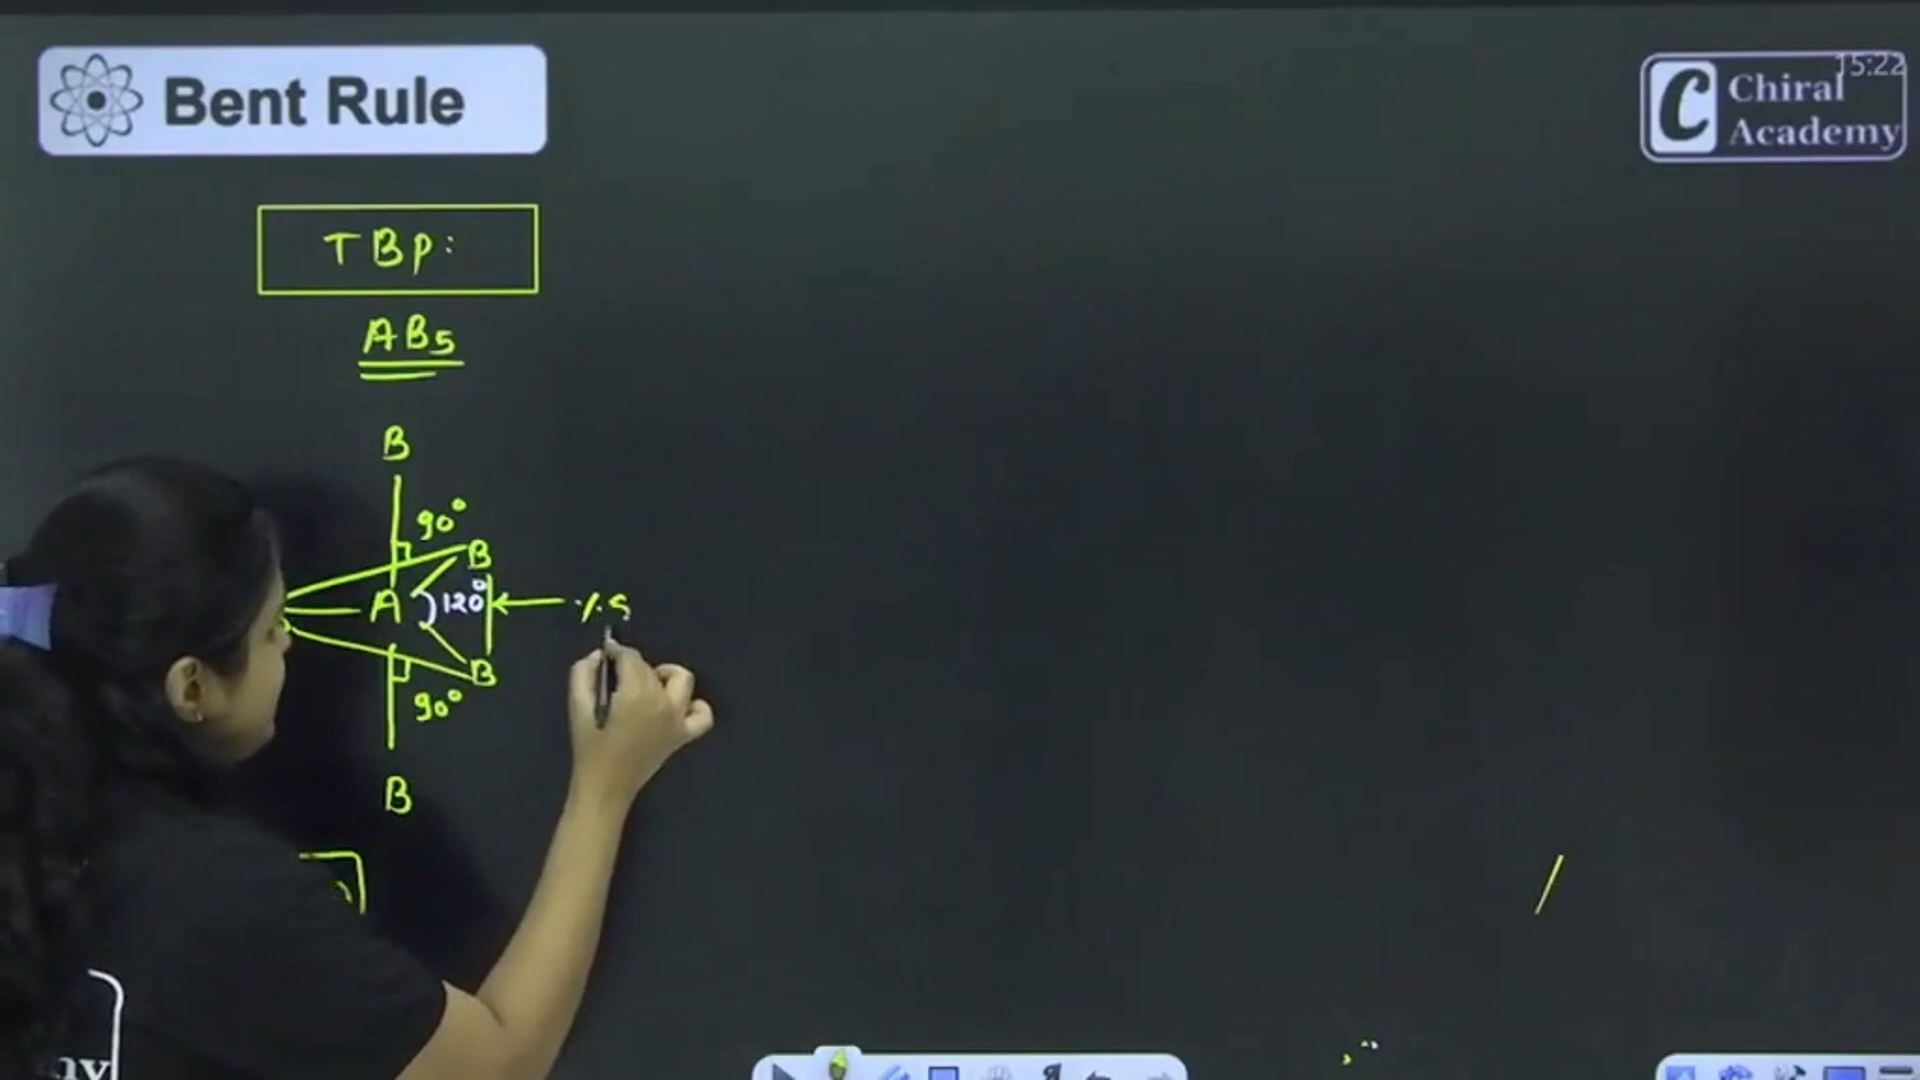 Bent Rule
15:22
Chiral
Academy
TBP:
AB5
B
90°
B
A
120°
%s
B
90°
B